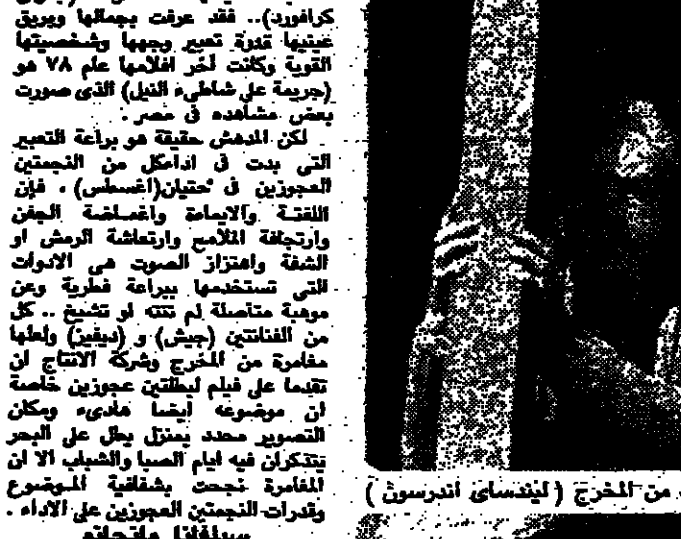 كرافورد).. فقد عرفت بجمالها وبريق
عينيها قدرة تعبير وجهها وشخصيتها
القوية وكانت آخر افلامها عام ٧٨ هو
(جريمة على شاطىء النيل) الذى صورت
بعض مشاهده فى مصر .
لكن المدهش حقيقة هو براعة التعبير
التى بدت فى اداءكل من النجمتين
العجوزين فى (اغسطس) . فإن
اللفتة والايماءة واغماضة الجفن
وارتجافة الملامح وارتعاشة الرمش او
الشفة واهتزاز الصوت هى الادوات
التى تستخدمها ببراعة فطرية وعن
موهبة متاصلة لم تنته او تشيخ .. كل
من الفنانتين (جيش) و (ديفيز) ولعلها
مغامرة من المخرج وشركة الانتاج ان
تقدما على فيلم لبطلتين عجوزين خاصة
ان موضوعه ايضا هادىء ومكان
التصوير محدد بمنزل يطل على البحر
يتذكران فيه ايام الصبا والشباب الا ان
المغامرة نجحت بشفافية الموضوع
وقدرات النجمتين العجوزين على الاداء .
من المخرج ( ليندساى اندرسون )